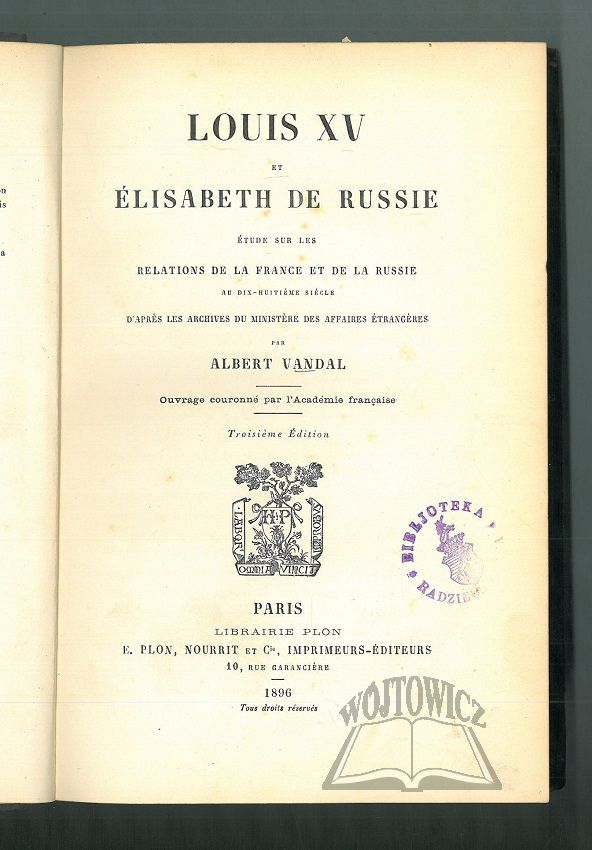 LOUIS XV
ET
ÉLISABETH DE RUSSIE
ÉTUDE SUR LES
RELATIONS DE LA FRANCE ET DE LA RUSSIE
AU DIX-HUITIÈME SIÈCLE
D'APRÈS LES ARCHIVES DU MINISTÈRE DES AFFAIRES ÉTRANGÈRES
PAR
ALBERT VANDAL
Ouvrage couronné par l'Académie française
Troisième Édition
LABOR
H P
IMPROBVS
OMNIA VINCIT
BIBLJOTEKA
PARIS
LIBRAIRIE PLON
E. PLON, NOURRIT ET Cie, IMPRIMEURS-ÉDITEURS
10, RUE GARANCIÈRE
1896
Tous droits réservés
WÓJTOWICZ